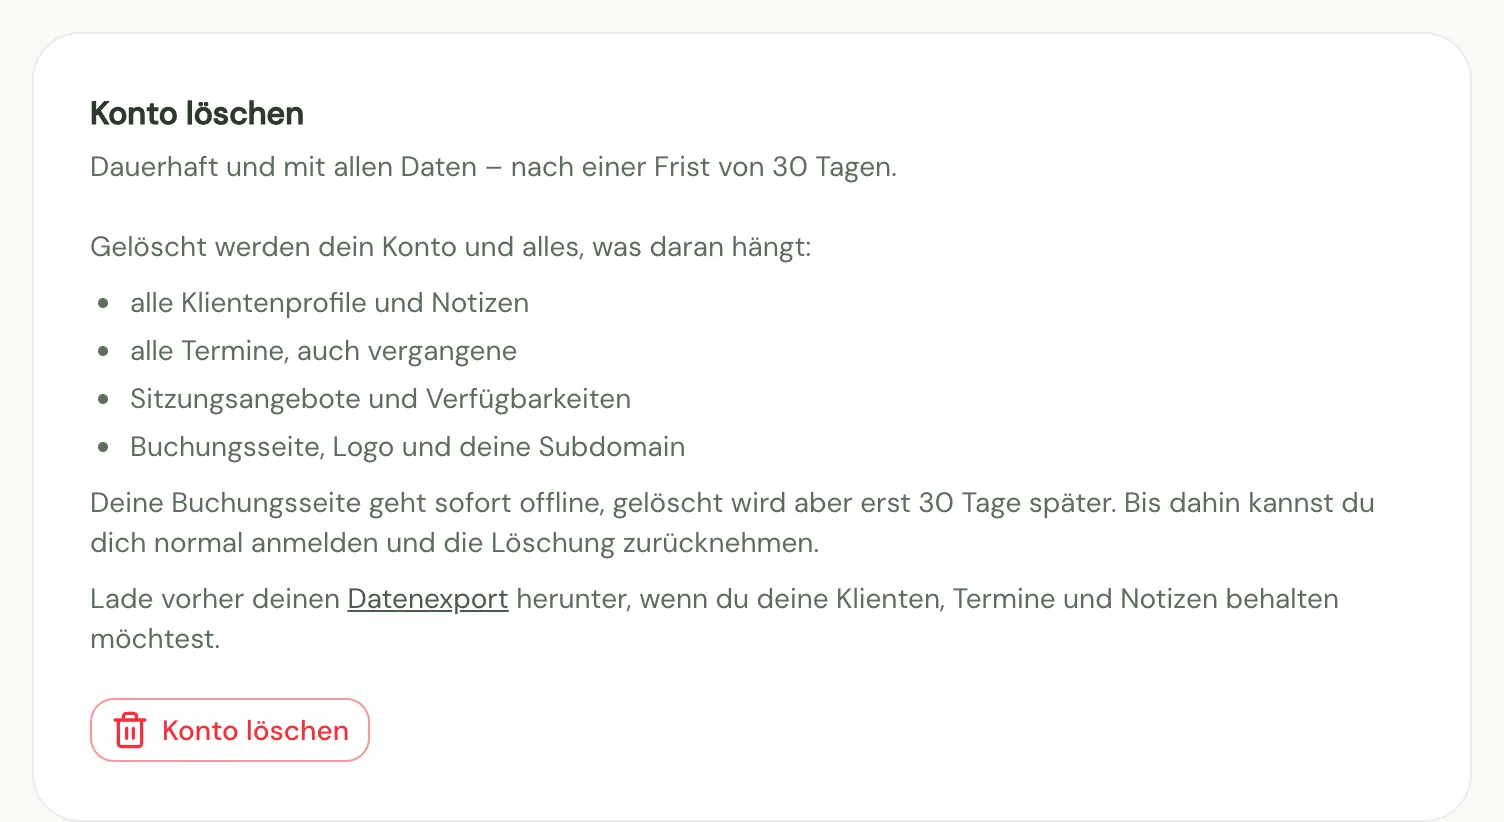 Konto löschen
Dauerhaft und mit allen Daten – nach einer Frist von 30 Tagen.
Gelöscht werden dein Konto und alles, was daran hängt:
• alle Klientenprofile und Notizen
• alle Termine, auch vergangene
• Sitzungsangebote und Verfügbarkeiten
• Buchungsseite, Logo und deine Subdomain
Deine Buchungsseite geht sofort offline, gelöscht wird aber erst 30 Tage später. Bis dahin kannst du
dich normal anmelden und die Löschung zurücknehmen.
Lade vorher deinen Datenexport herunter, wenn du deine Klienten, Termine und Notizen behalten
möchtest.
Konto löschen